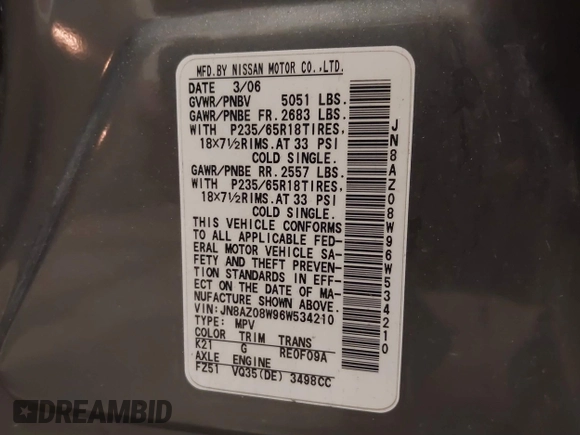 MFD.BY NISSAN MOTOR CO.,LTD.
DATE 3/06
GVWR/PNBV 5051 LBS.
GAWR/PNBE FR.2683 LBS.
WITH P235/65R18TIRES,
18×7½RIMS.AT 33 PSI
COLD SINGLE.
GAWR/PNBE RR.2557 LBS.
WITH P235/65R18TIRES,
18×7½RIMS.AT 33 PSI
COLD SINGLE.
THIS VEHICLE CONFORMS
TO ALL APPLICABLE FED-
ERAL MOTOR VEHICLE SA-
FETY AND THEFT PREVEN-
TION STANDARDS IN EFF-
ECT ON THE DATE OF MA-
NUFACTURE SHOWN ABOVE.
VIN:JN8AZ08W96W534210
TYPE: MPV
COLOR TRIM TRANS
K21 G RE0F09A
AXLE ENGINE
FZ51 VQ35(DE) 3498CC
JN8AZ08W96W534210
DREAMBID